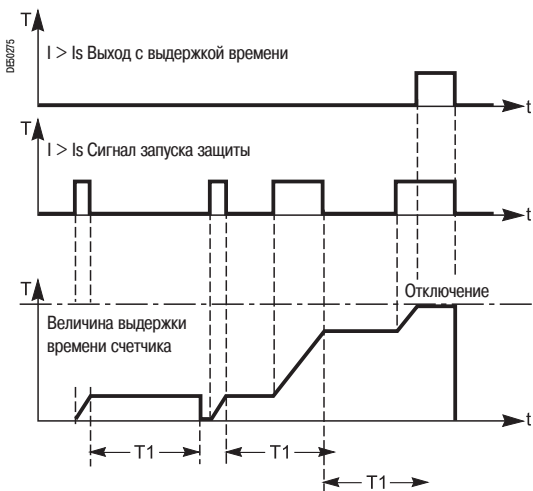 DE50275
T
I > Is Выход с выдержкой времени
t
T
I > Is Сигнал запуска защиты
t
T
Отключение
Величина выдержки
времени счетчика
t
T1
T1
T1